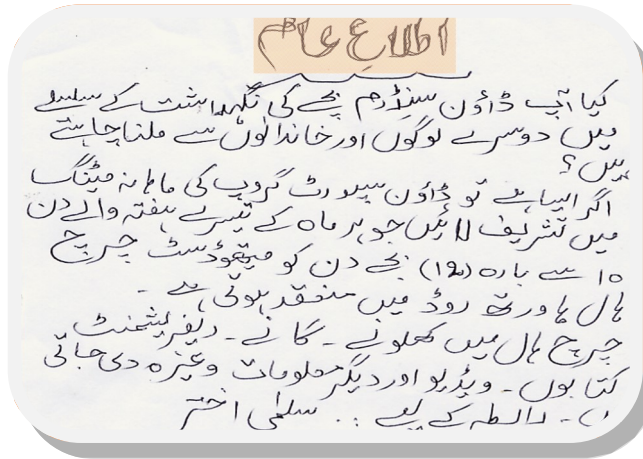 اطلاعِ عام
کیا آپ ڈاؤن سینڈرم بچے کی نگہداشت کے سلسلے
میں دوسرے لوگوں اور خاندانوں سے ملنا چاہتے
ہیں؟
اگر ایسا ہے تو ڈاؤن سپورٹ گروپ کی ماہانہ میٹنگ
میں تشریف لائیں جو ہر ماہ کے تیسرے ہفتہ والے دن
۱۰ سے بارہ (۱۲) بجے دن کو میتھوڈسٹ چرچ
ہال ہاورتھ روڈ میں منعقد ہوتی ہے۔
چرچ ہال میں کھلونے۔ گانے۔ ریفریشمنٹ
کتابوں۔ ویڈیو اور دیگر معلومات وغیرہ دی جاتی
۔ رابطہ کے لیے :۔ سلمیٰ اختر